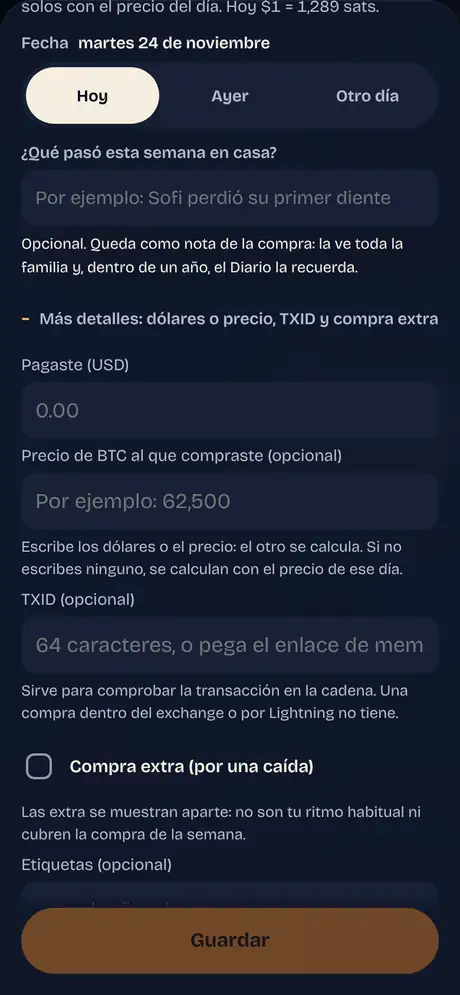 solos con el precio del día. Hoy $1 = 1,289 sats.
Fecha martes 24 de noviembre
Hoy Ayer Otro día
¿Qué pasó esta semana en casa?
Por ejemplo: Sofi perdió su primer diente
Opcional. Queda como nota de la compra: la ve toda la
familia y, dentro de un año, el Diario la recuerda.
– Más detalles: dólares o precio, TXID y compra extra
Pagaste (USD)
0.00
Precio de BTC al que compraste (opcional)
Por ejemplo: 62,500
Escribe los dólares o el precio: el otro se calcula. Si no
escribes ninguno, se calculan con el precio de ese día.
TXID (opcional)
64 caracteres, o pega el enlace de mem
Sirve para comprobar la transacción en la cadena. Una
compra dentro del exchange o por Lightning no tiene.
Compra extra (por una caída)
Las extra se muestran aparte: no son tu ritmo habitual ni
cubren la compra de la semana.
Etiquetas (opcional)
Guardar